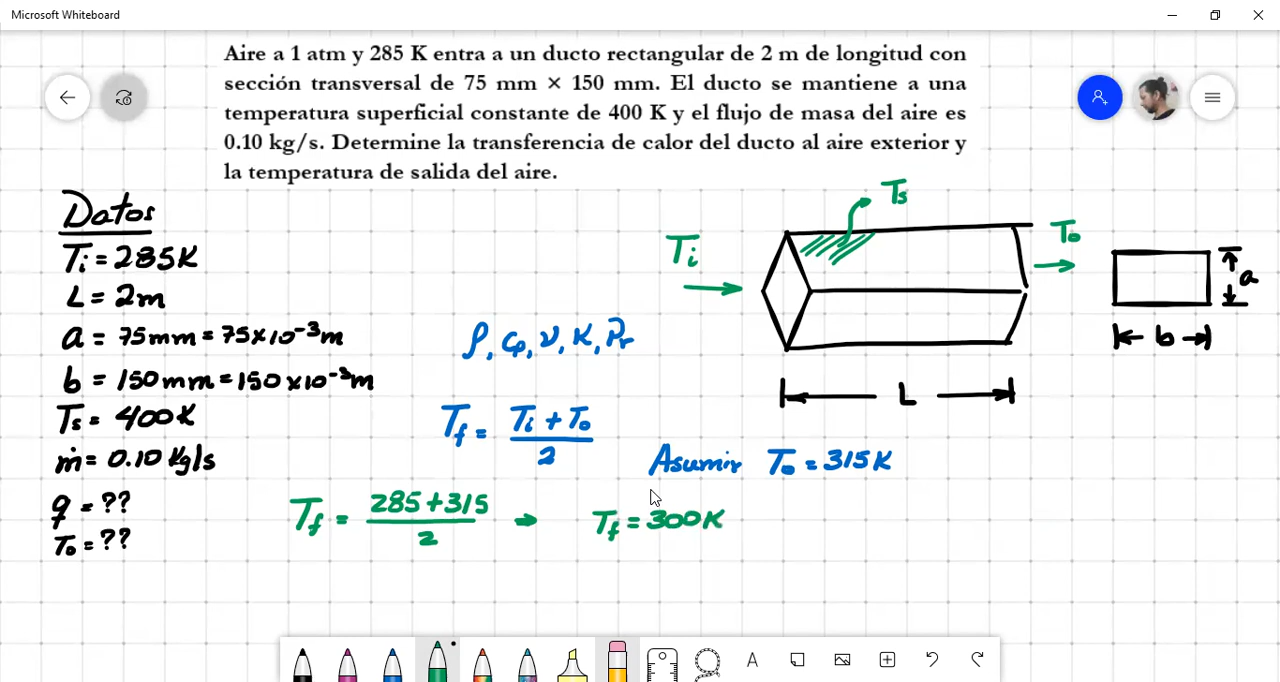 Microsoft Whiteboard
Aire a 1 atm y 285 K entra a un ducto rectangular de 2 m de longitud con
sección transversal de 75 mm × 150 mm. El ducto se mantiene a una
temperatura superficial constante de 400 K y el flujo de masa del aire es
0.10 kg/s. Determine la transferencia de calor del ducto al aire exterior y
la temperatura de salida del aire.
Datos
Ti = 285K
L = 2m
a = 75mm = 75×10⁻³m
b = 150mm = 150×10⁻³m
Ts = 400K
ṁ = 0.10 Kg/s
q = ??
To = ??
ρ, Cp, ν, K, Pr
Tf = (Ti + To)/2
Asumir To = 315K
Tf = (285+315)/2 → Tf = 300K
Ts
Ti
To
a
b
L
A